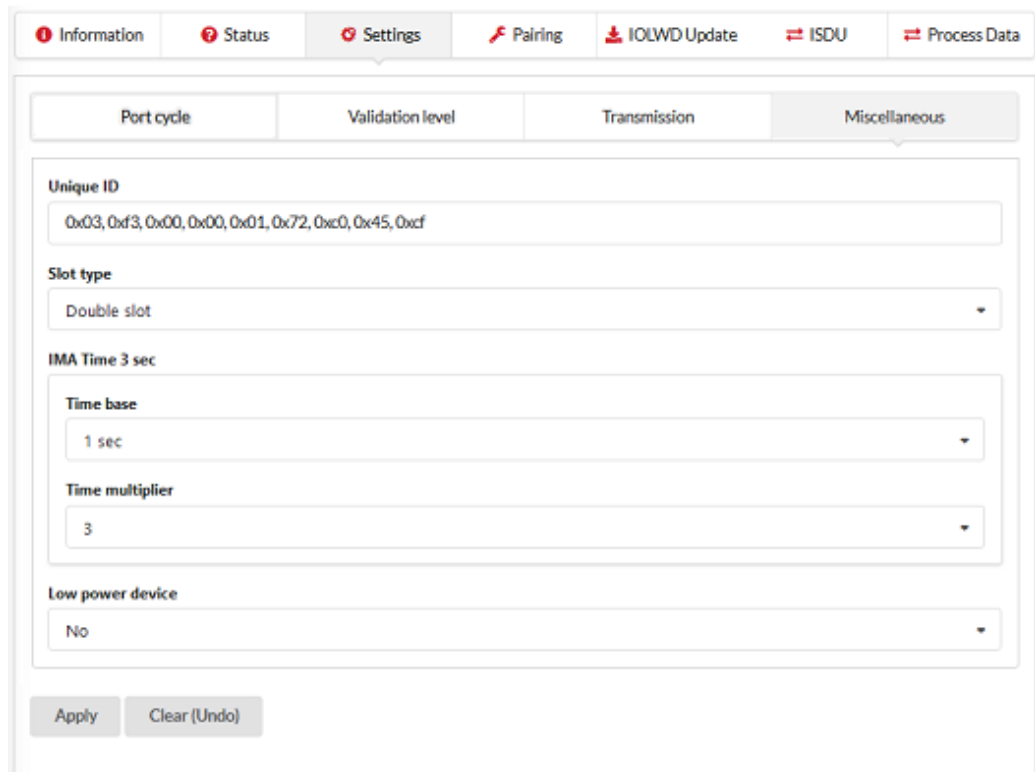 Information Status Settings Pairing IOLWD Update ISDU Process Data
Port cycle Validation level Transmission Miscellaneous
Unique ID
0x03, 0xf3, 0x00, 0x00, 0x01, 0x72, 0xc0, 0x45, 0xcf
Slot type
Double slot
IMA Time 3 sec
Time base
1 sec
Time multiplier
3
Low power device
No
Apply Clear (Undo)